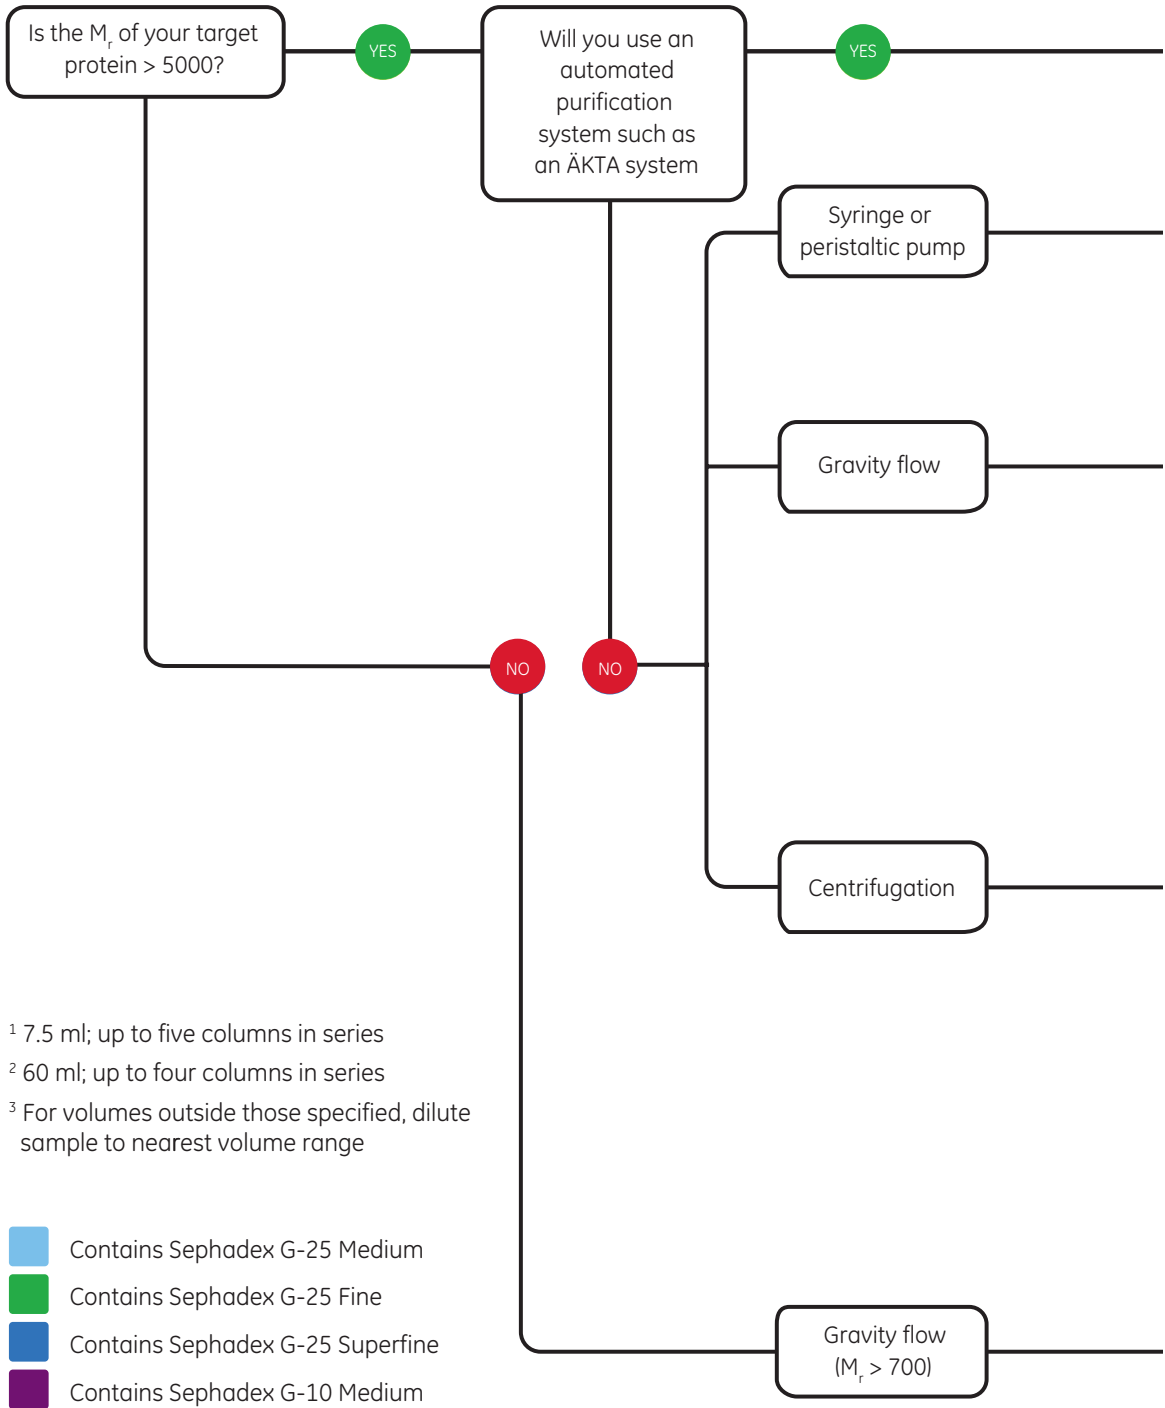 Is the Mr of your target
protein > 5000?
YES
Will you use an
automated
purification
system such as
an ÄKTA system
YES
Syringe or
peristaltic pump
Gravity flow
NO
NO
Centrifugation
1 7.5 ml; up to five columns in series
2 60 ml; up to four columns in series
3 For volumes outside those specified, dilute
sample to nearest volume range
Contains Sephadex G-25 Medium
Contains Sephadex G-25 Fine
Contains Sephadex G-25 Superfine
Contains Sephadex G-10 Medium
Gravity flow
(Mr > 700)